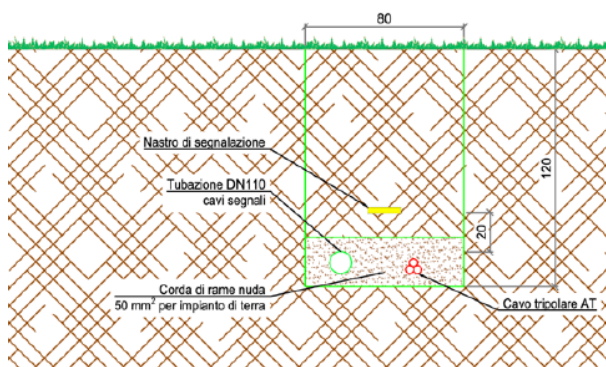 80
Nastro di segnalazione
Tubazione DN110
cavi segnali
120
20
Corda di rame nuda
50 mm² per impianto di terra
Cavo tripolare AT